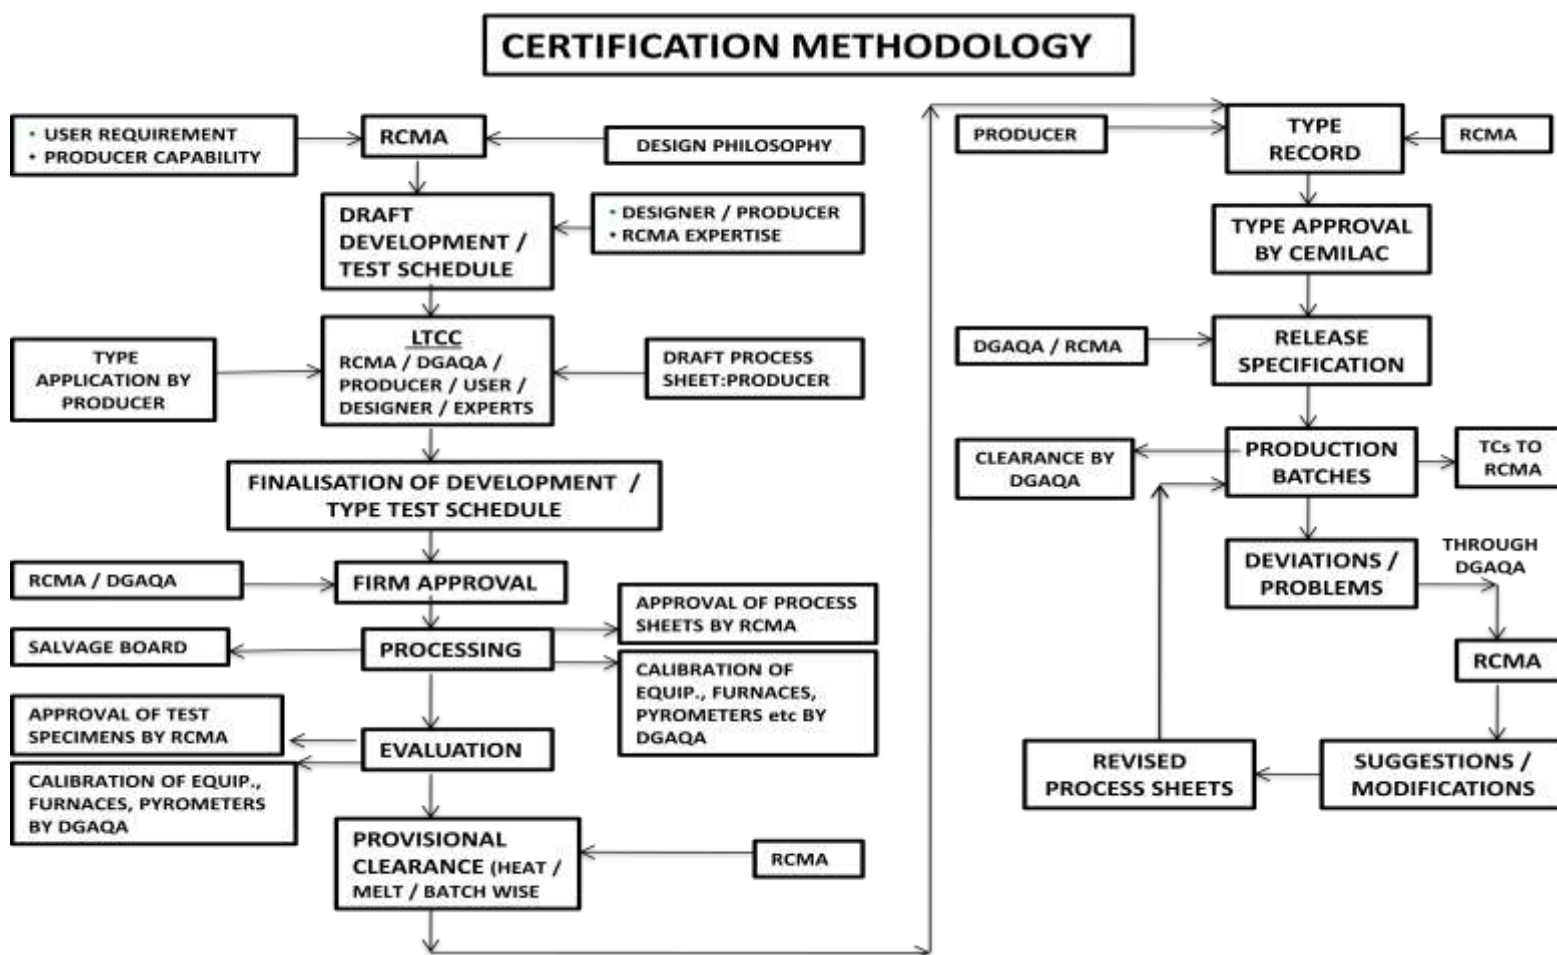 CERTIFICATION METHODOLOGY
• USER REQUIREMENT
• PRODUCER CAPABILITY
RCMA
DESIGN PHILOSOPHY
DRAFT
DEVELOPMENT /
TEST SCHEDULE
• DESIGNER / PRODUCER
• RCMA EXPERTISE
TYPE
APPLICATION BY
PRODUCER
LTCC
RCMA / DGAQA /
PRODUCER / USER /
DESIGNER / EXPERTS
DRAFT PROCESS
SHEET:PRODUCER
FINALISATION OF DEVELOPMENT /
TYPE TEST SCHEDULE
RCMA / DGAQA
FIRM APPROVAL
APPROVAL OF PROCESS
SHEETS BY RCMA
SALVAGE BOARD
PROCESSING
CALIBRATION OF
EQUIP., FURNACES,
PYROMETERS etc BY
DGAQA
APPROVAL OF TEST
SPECIMENS BY RCMA
EVALUATION
CALIBRATION OF EQUIP.,
FURNACES, PYROMETERS
BY DGAQA
PROVISIONAL
CLEARANCE (HEAT /
MELT / BATCH WISE
RCMA
PRODUCER
TYPE
RECORD
RCMA
TYPE APPROVAL
BY CEMILAC
DGAQA / RCMA
RELEASE
SPECIFICATION
CLEARANCE BY
DGAQA
PRODUCTION
BATCHES
TCs TO
RCMA
DEVIATIONS /
PROBLEMS
THROUGH
DGAQA
RCMA
REVISED
PROCESS SHEETS
SUGGESTIONS /
MODIFICATIONS